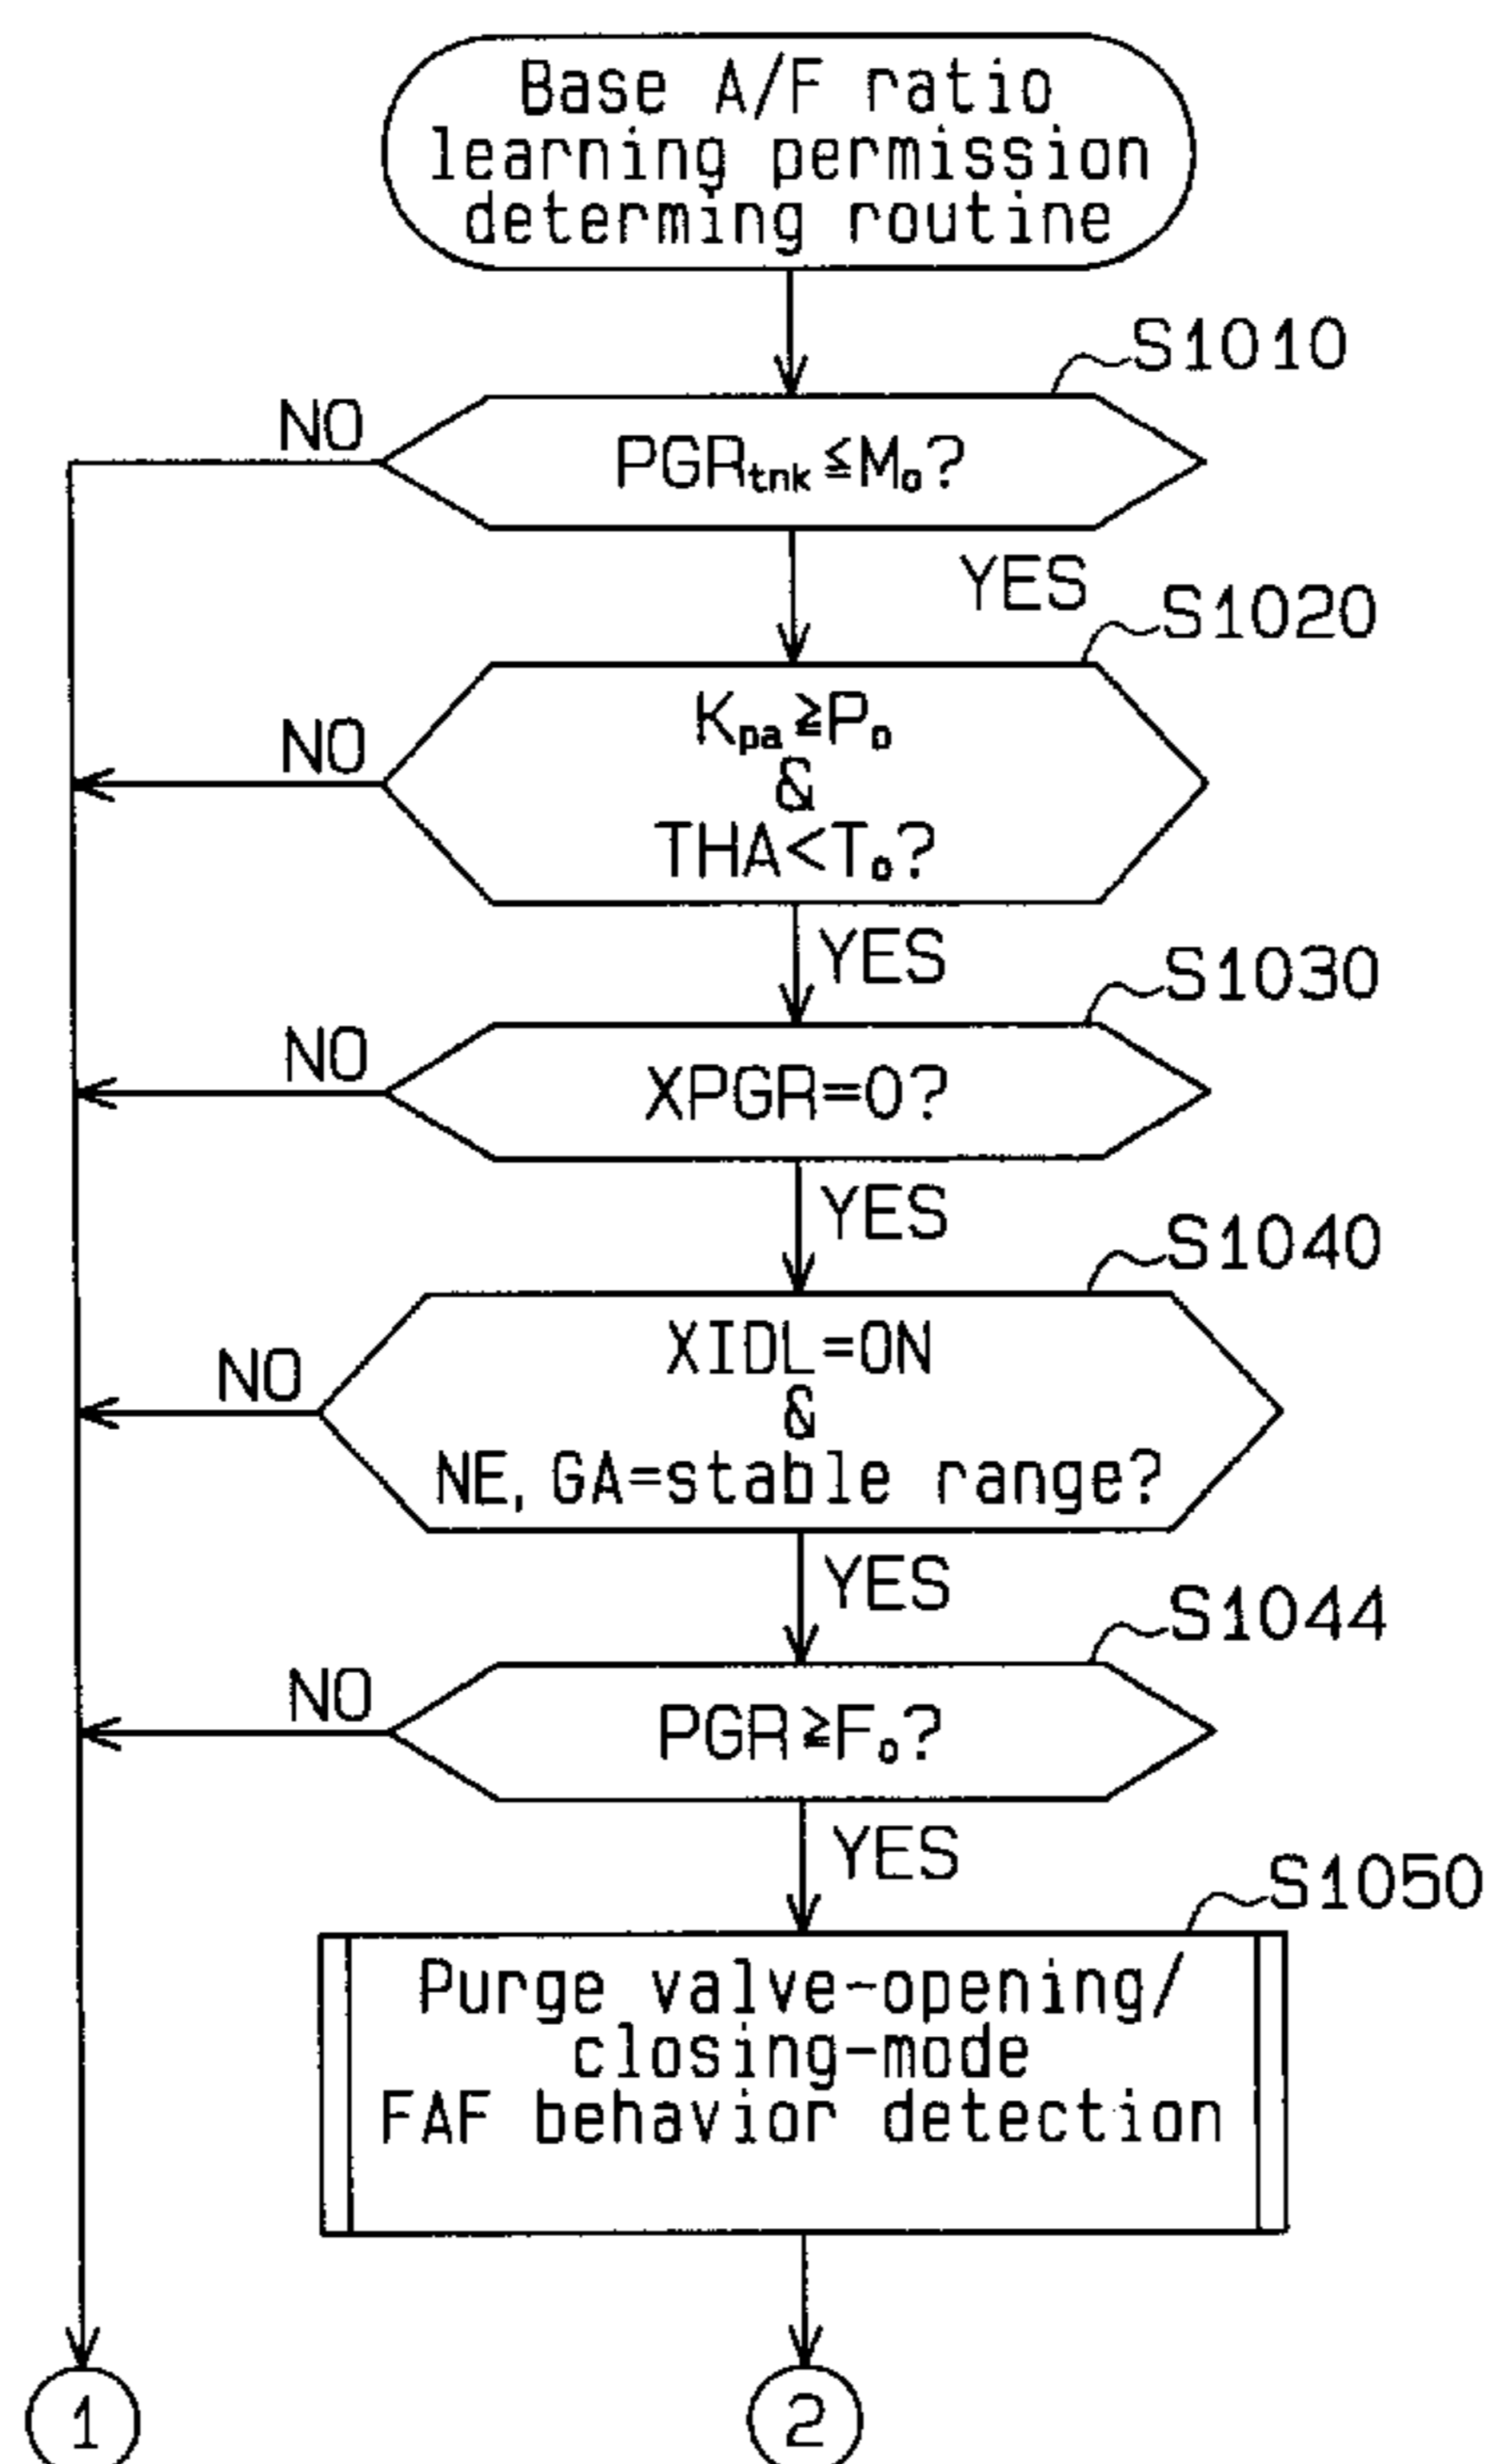 Base A/F ratio
learning permission
determing routine
S1010
NO
PGRtnk≦Mo?
YES
S1020
NO
Kpa≧Po
&
THA<To?
YES
S1030
NO
XPGR=0?
YES
S1040
NO
XIDL=ON
&
NE, GA=stable range?
YES
S1044
NO
PGR≧Fo?
YES
S1050
Purge valve-opening/
closing-mode
FAF behavior detection
1
2